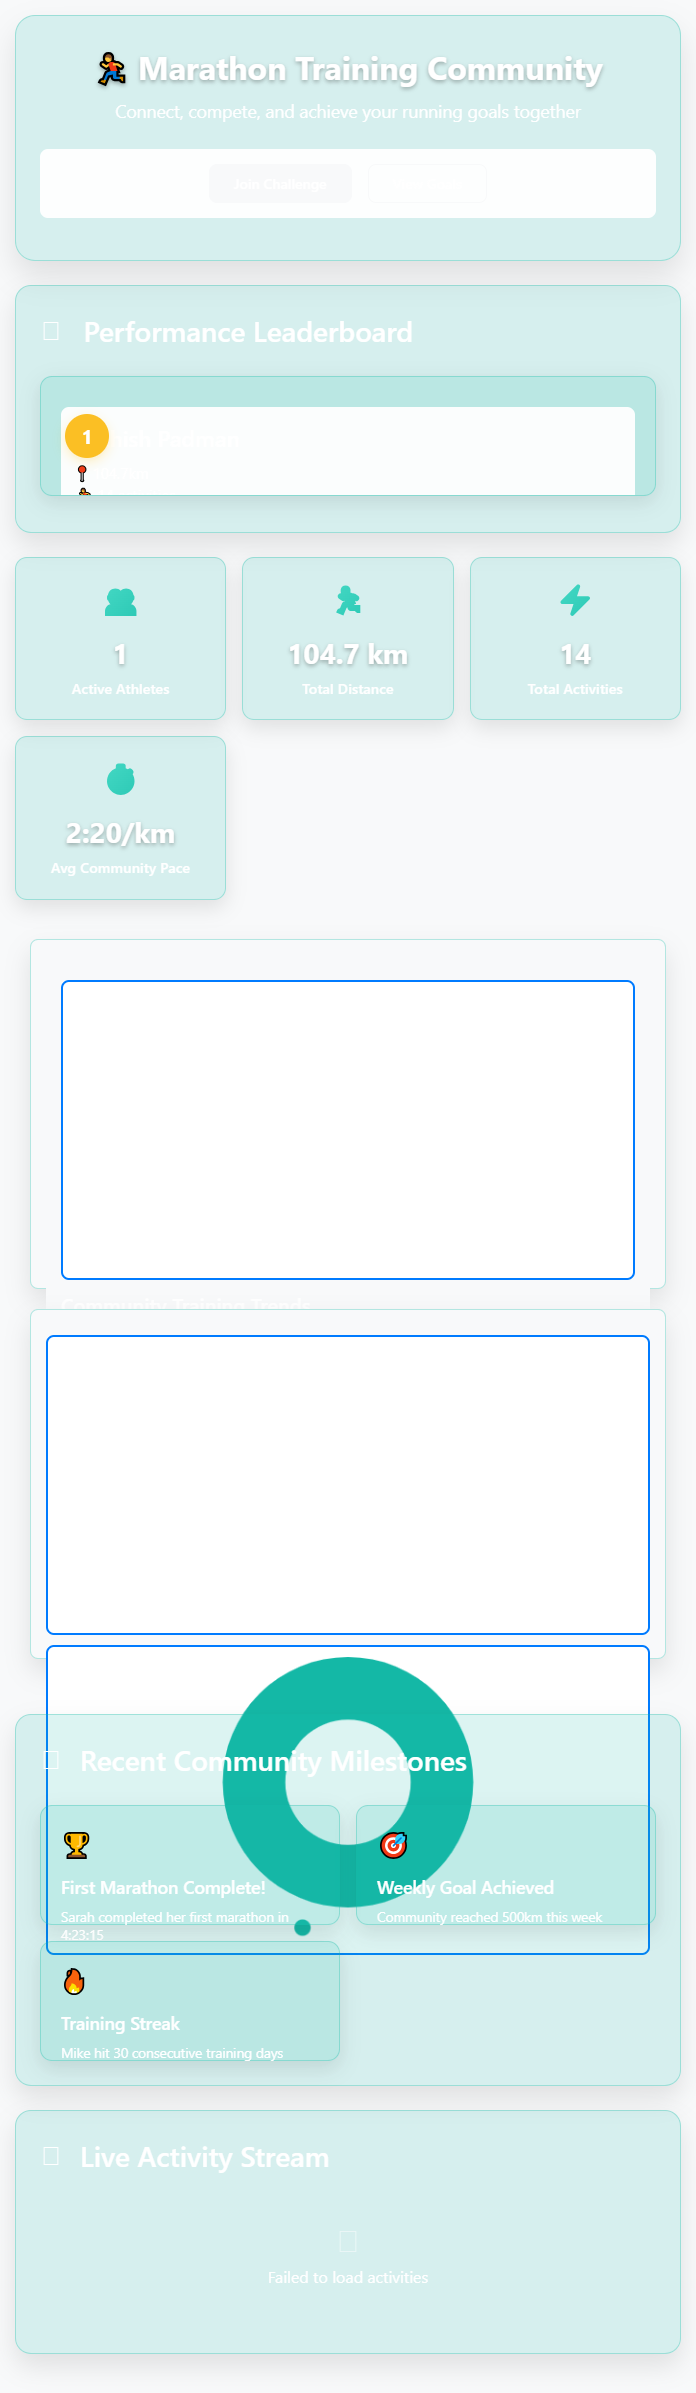 Marathon Training Community
Connect, compete, and achieve your running goals together
Join Challenge
Performance Leaderboard
1
1
Active Athletes
104.7 km
Total Distance
14
Total Activities
2:20/km
Avg Community Pace
Community Training Trends
Recent Community Milestones
First Marathon Complete!
Sarah completed her first marathon in
4:23:15
Weekly Goal Achieved
Community reached 500km this week
Training Streak
Mike hit 30 consecutive training days
Live Activity Stream
Failed to load activities